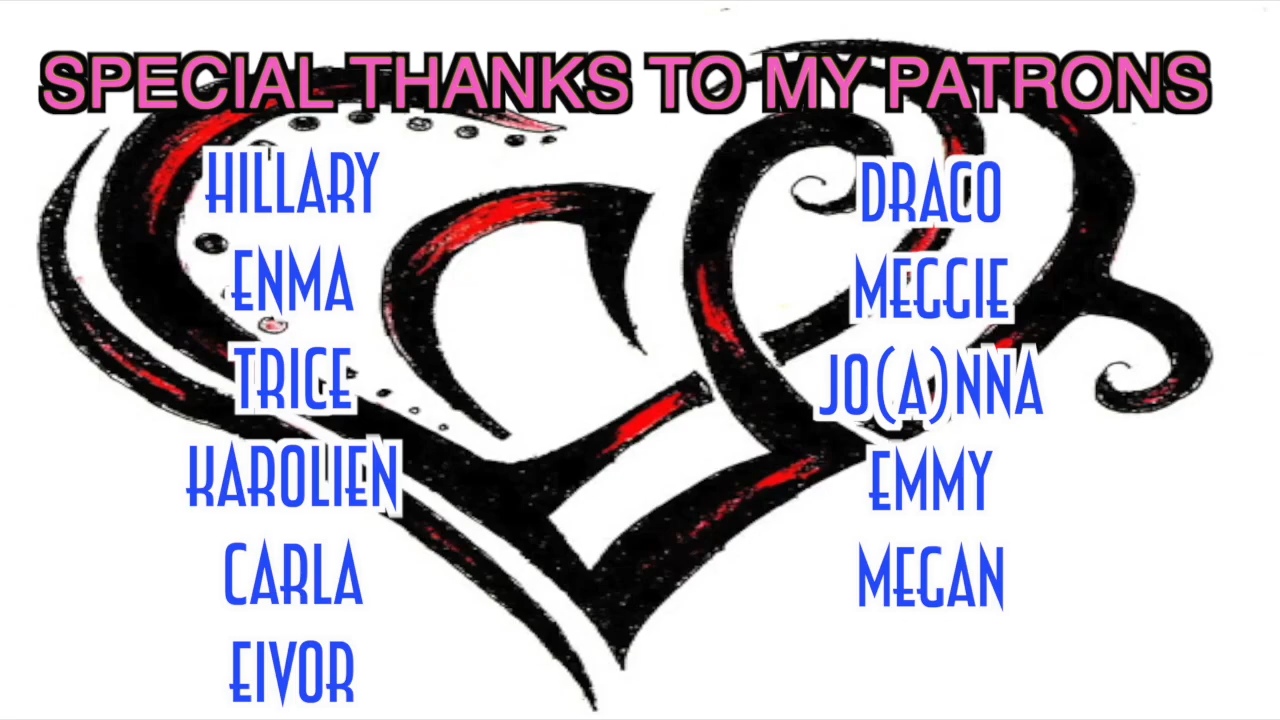 SPECIAL THANKS TO MY PATRONS
HILLARY
ENMA
TRICE
KAROLIEN
CARLA
EIVOR
DRACO
MEGGIE
JO(A)NNA
EMMY
MEGAN